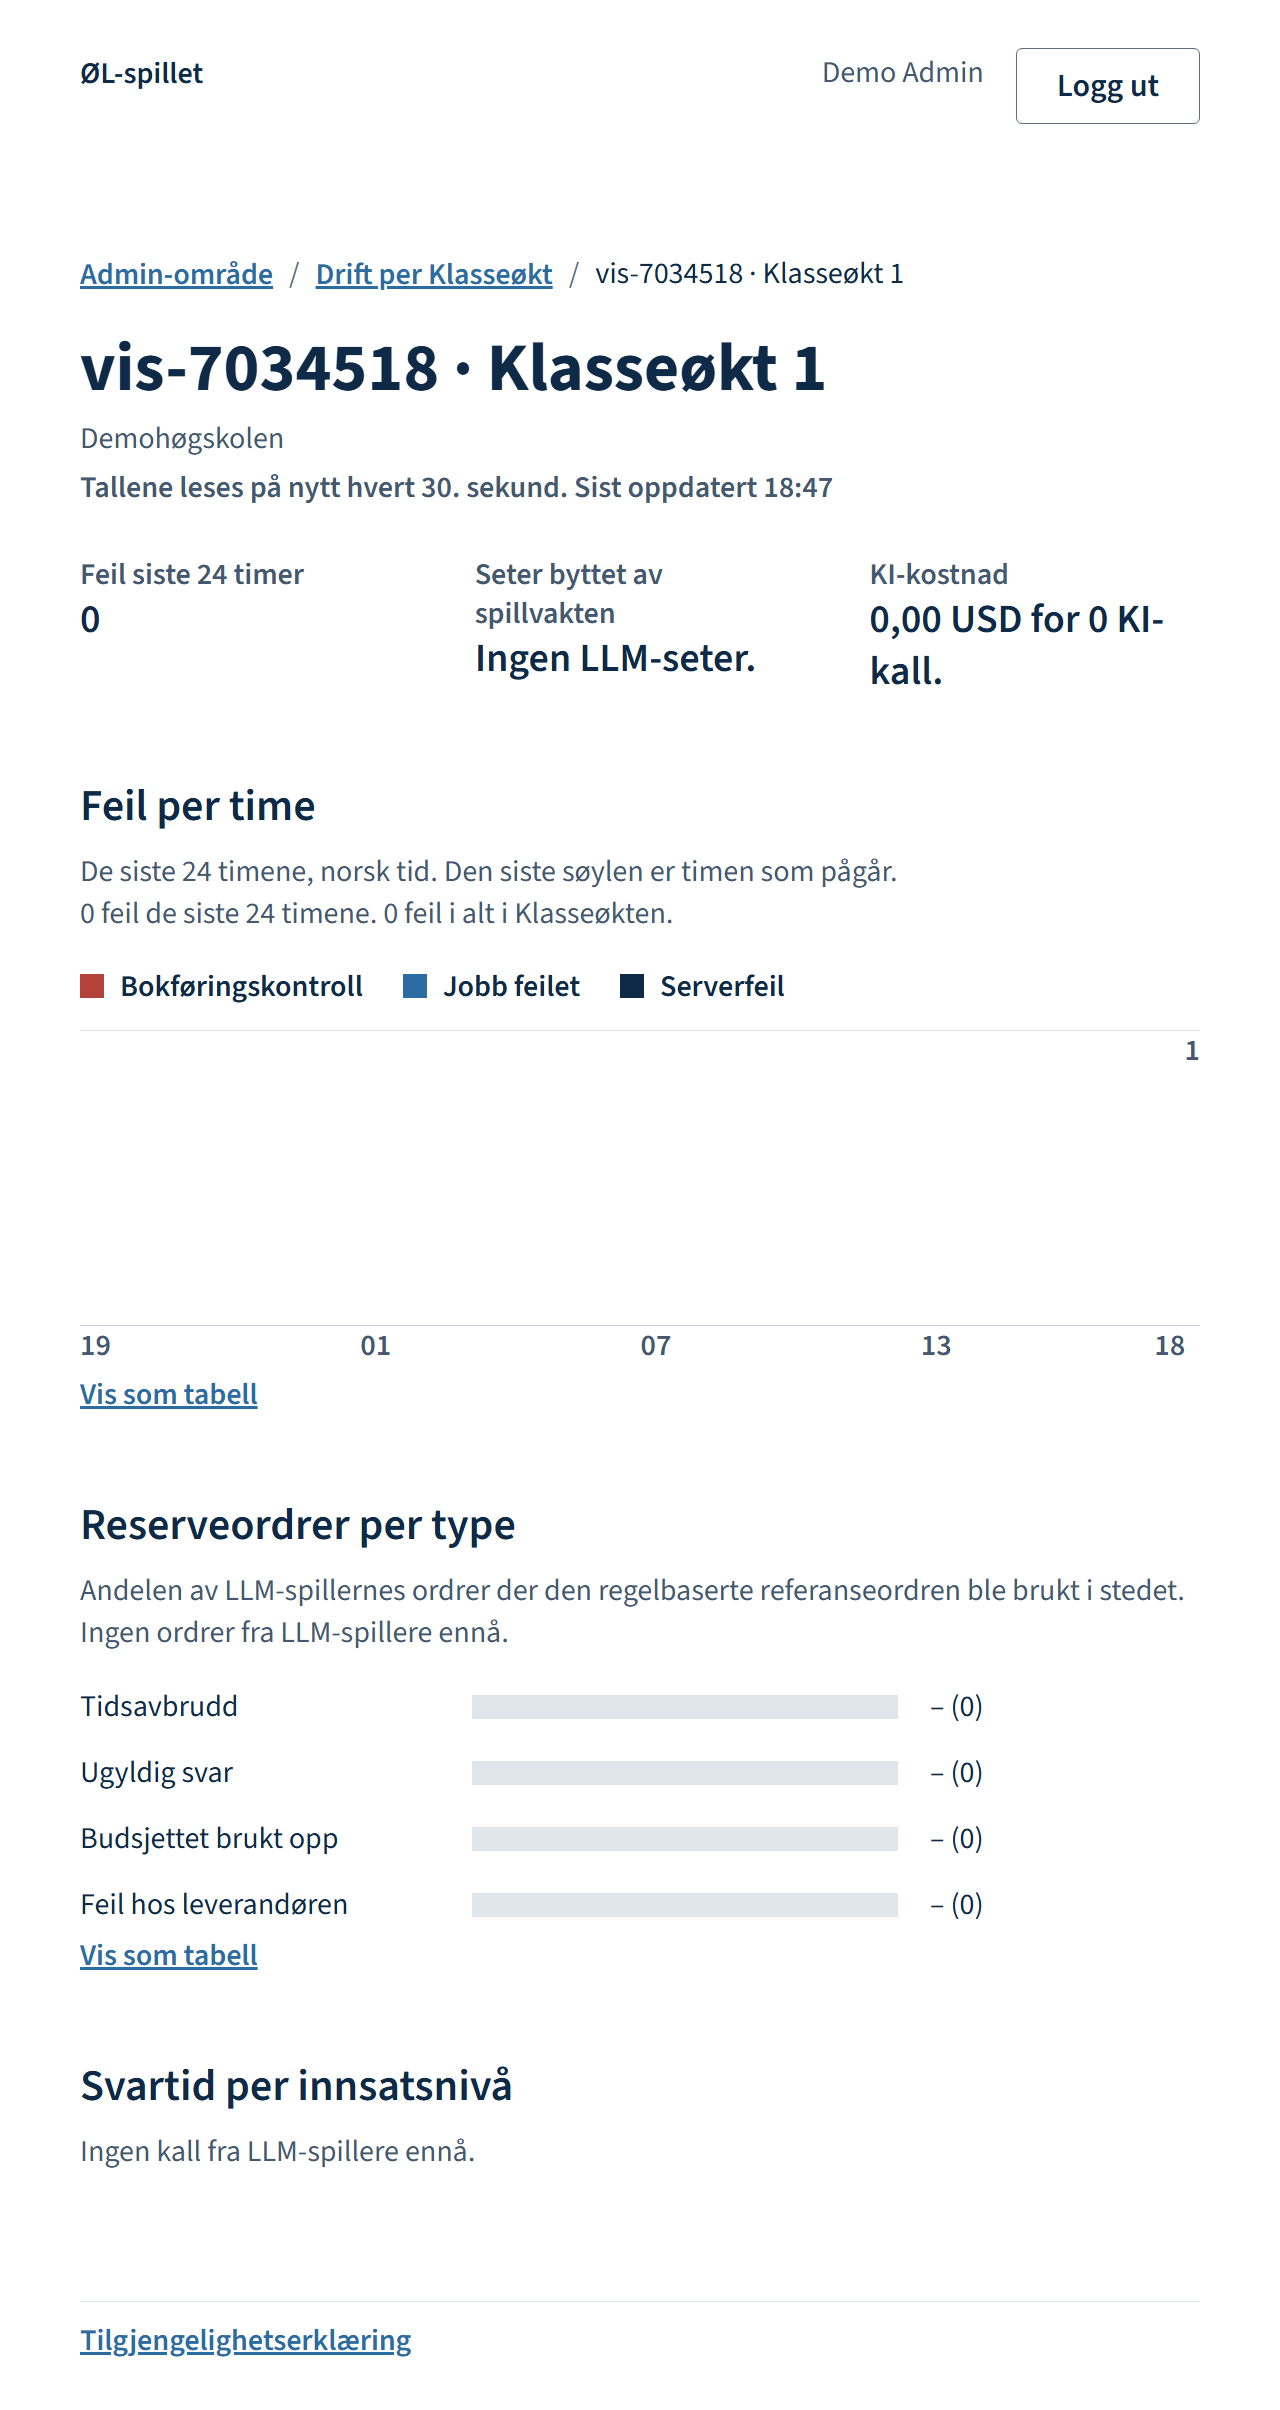 ØL-spillet
Demo Admin
Logg ut
Admin-område / Drift per Klasseøkt / vis-7034518 · Klasseøkt 1
vis-7034518 · Klasseøkt 1
Demohøgskolen
Tallene leses på nytt hvert 30. sekund. Sist oppdatert 18:47
Feil siste 24 timer
0
Seter byttet av
spillvakten
Ingen LLM-seter.
KI-kostnad
0,00 USD for 0 KI-
kall.
Feil per time
De siste 24 timene, norsk tid. Den siste søylen er timen som pågår.
0 feil de siste 24 timene. 0 feil i alt i Klasseøkten.
Bokføringskontroll Jobb feilet Serverfeil
1
19 01 07 13 18
Vis som tabell
Reserveordrer per type
Andelen av LLM-spillernes ordrer der den regelbaserte referanseordren ble brukt i stedet.
Ingen ordrer fra LLM-spillere ennå.
Tidsavbrudd – (0)
Ugyldig svar – (0)
Budsjettet brukt opp – (0)
Feil hos leverandøren – (0)
Vis som tabell
Svartid per innsatsnivå
Ingen kall fra LLM-spillere ennå.
Tilgjengelighetserklæring